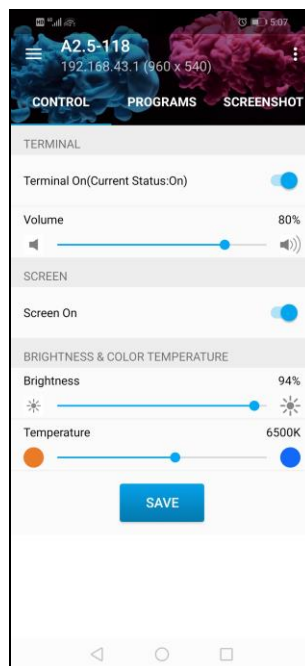 5:07
A2.5-118
192.168.43.1 (960 x 540)
CONTROL PROGRAMS SCREENSHOT
TERMINAL
Terminal On(Current Status:On)
Volume 80%
SCREEN
Screen On
BRIGHTNESS & COLOR TEMPERATURE
Brightness 94%
Temperature 6500K
SAVE